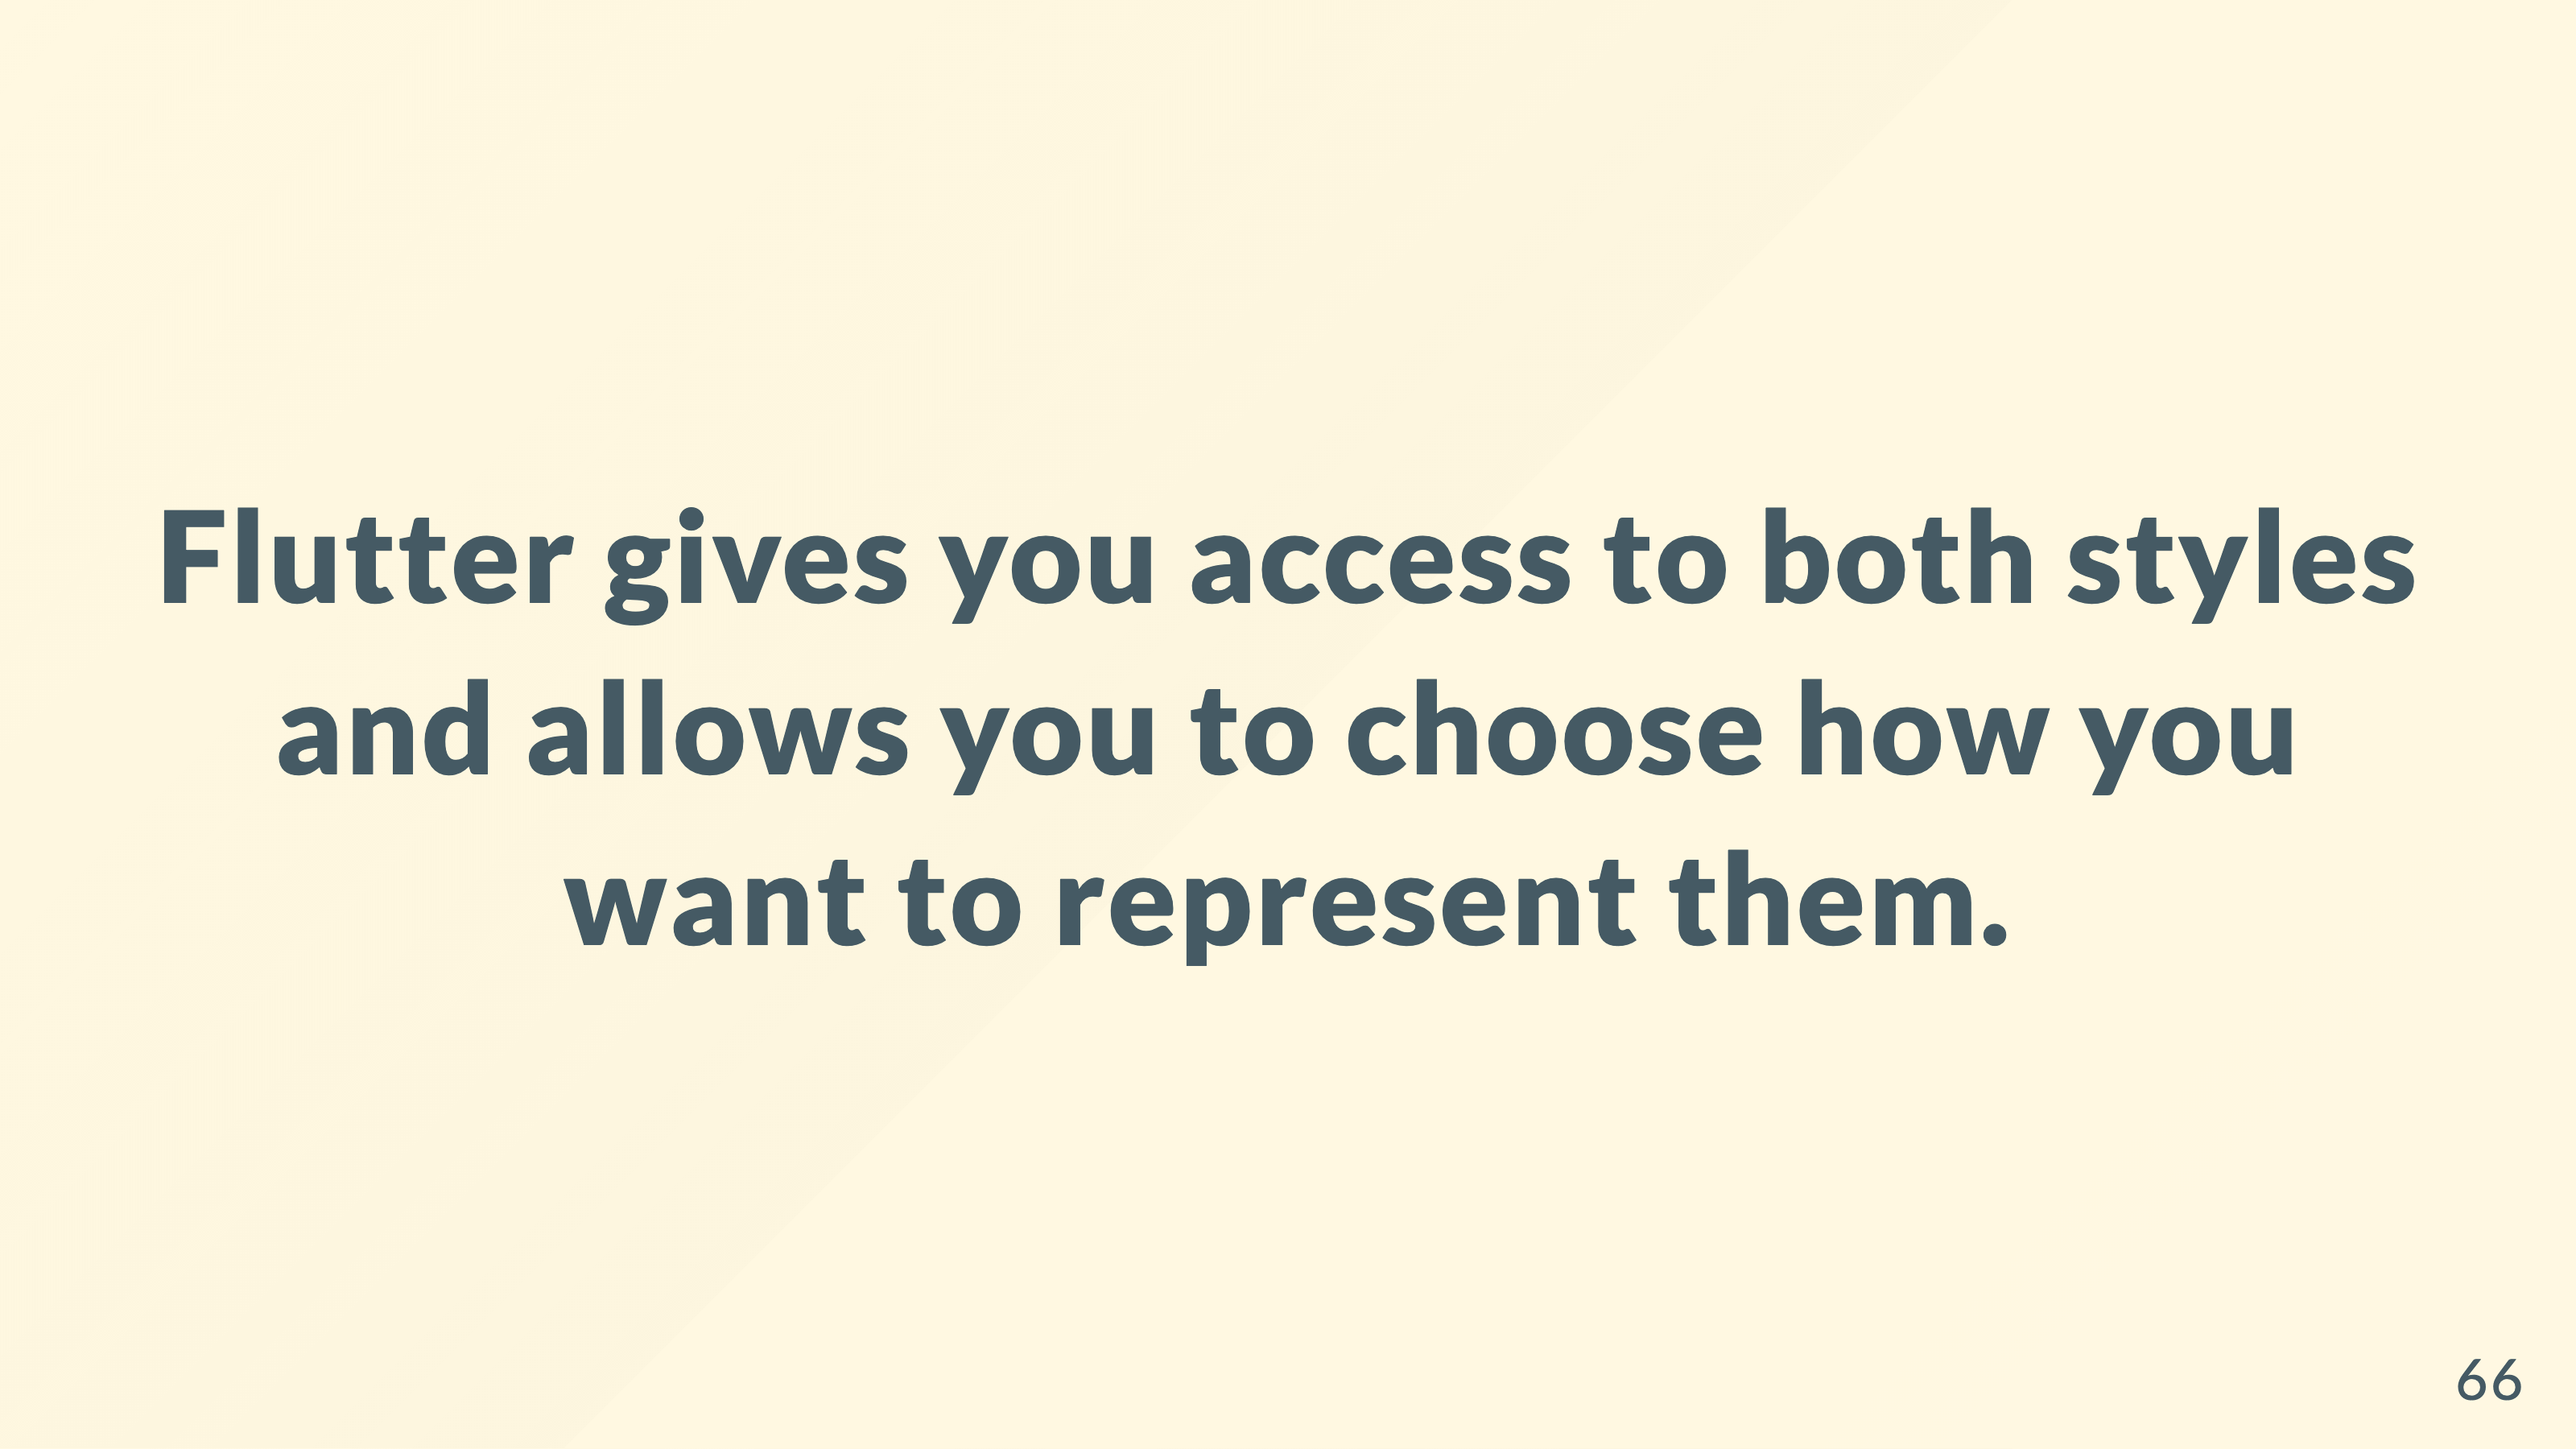 Flutter gives you access to both styles
and allows you to choose how you
want to represent them.
66